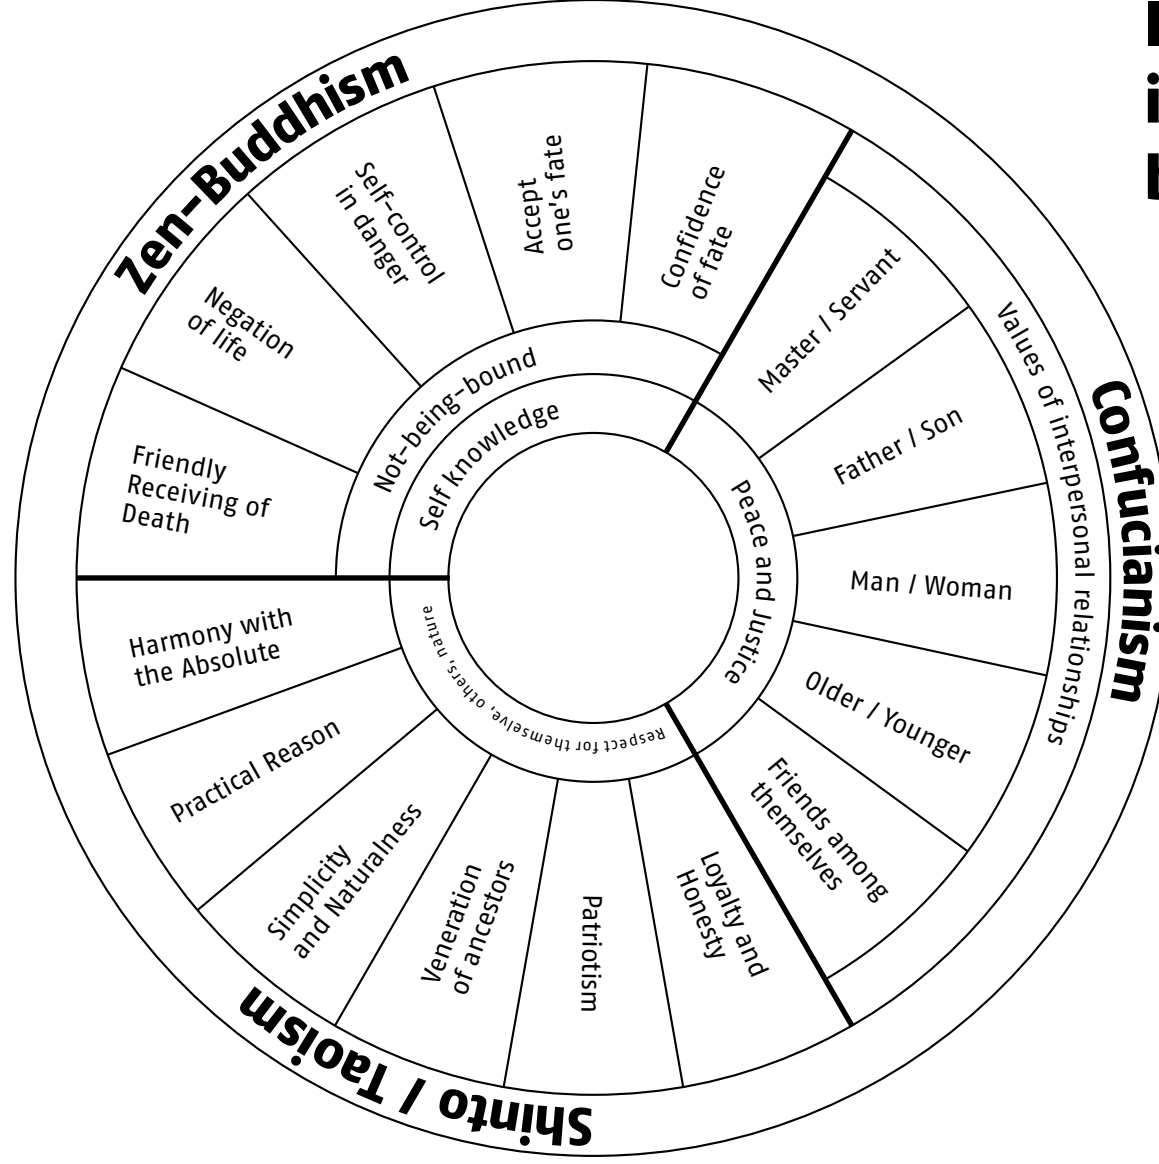 Zen-Buddhism
Not-being-bound
Self knowledge
Friendly
Receiving of
Death
Negation
of life
Self-control
in danger
Accept
one's fate
Confidence
of fate
Confucianism
Values of interpersonal relationships
Peace and Justice
Master / Servant
Father / Son
Man / Woman
Older / Younger
Friends among
themselves
Shinto / Taoism
Respect for themselve, others, nature
Loyalty and
Honesty
Patriotism
Veneration
of ancestors
Simplicity
and Naturalness
Practical Reason
Harmony with
the Absolute